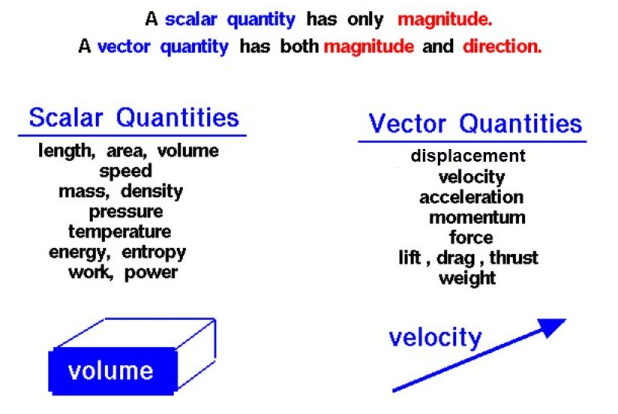 A scalar quantity has only magnitude.
A vector quantity has both magnitude and direction.
Scalar Quantities
length, area, volume
speed
mass, density
pressure
temperature
energy, entropy
work, power
volume
Vector Quantities
displacement
velocity
acceleration
momentum
force
lift , drag , thrust
weight
velocity